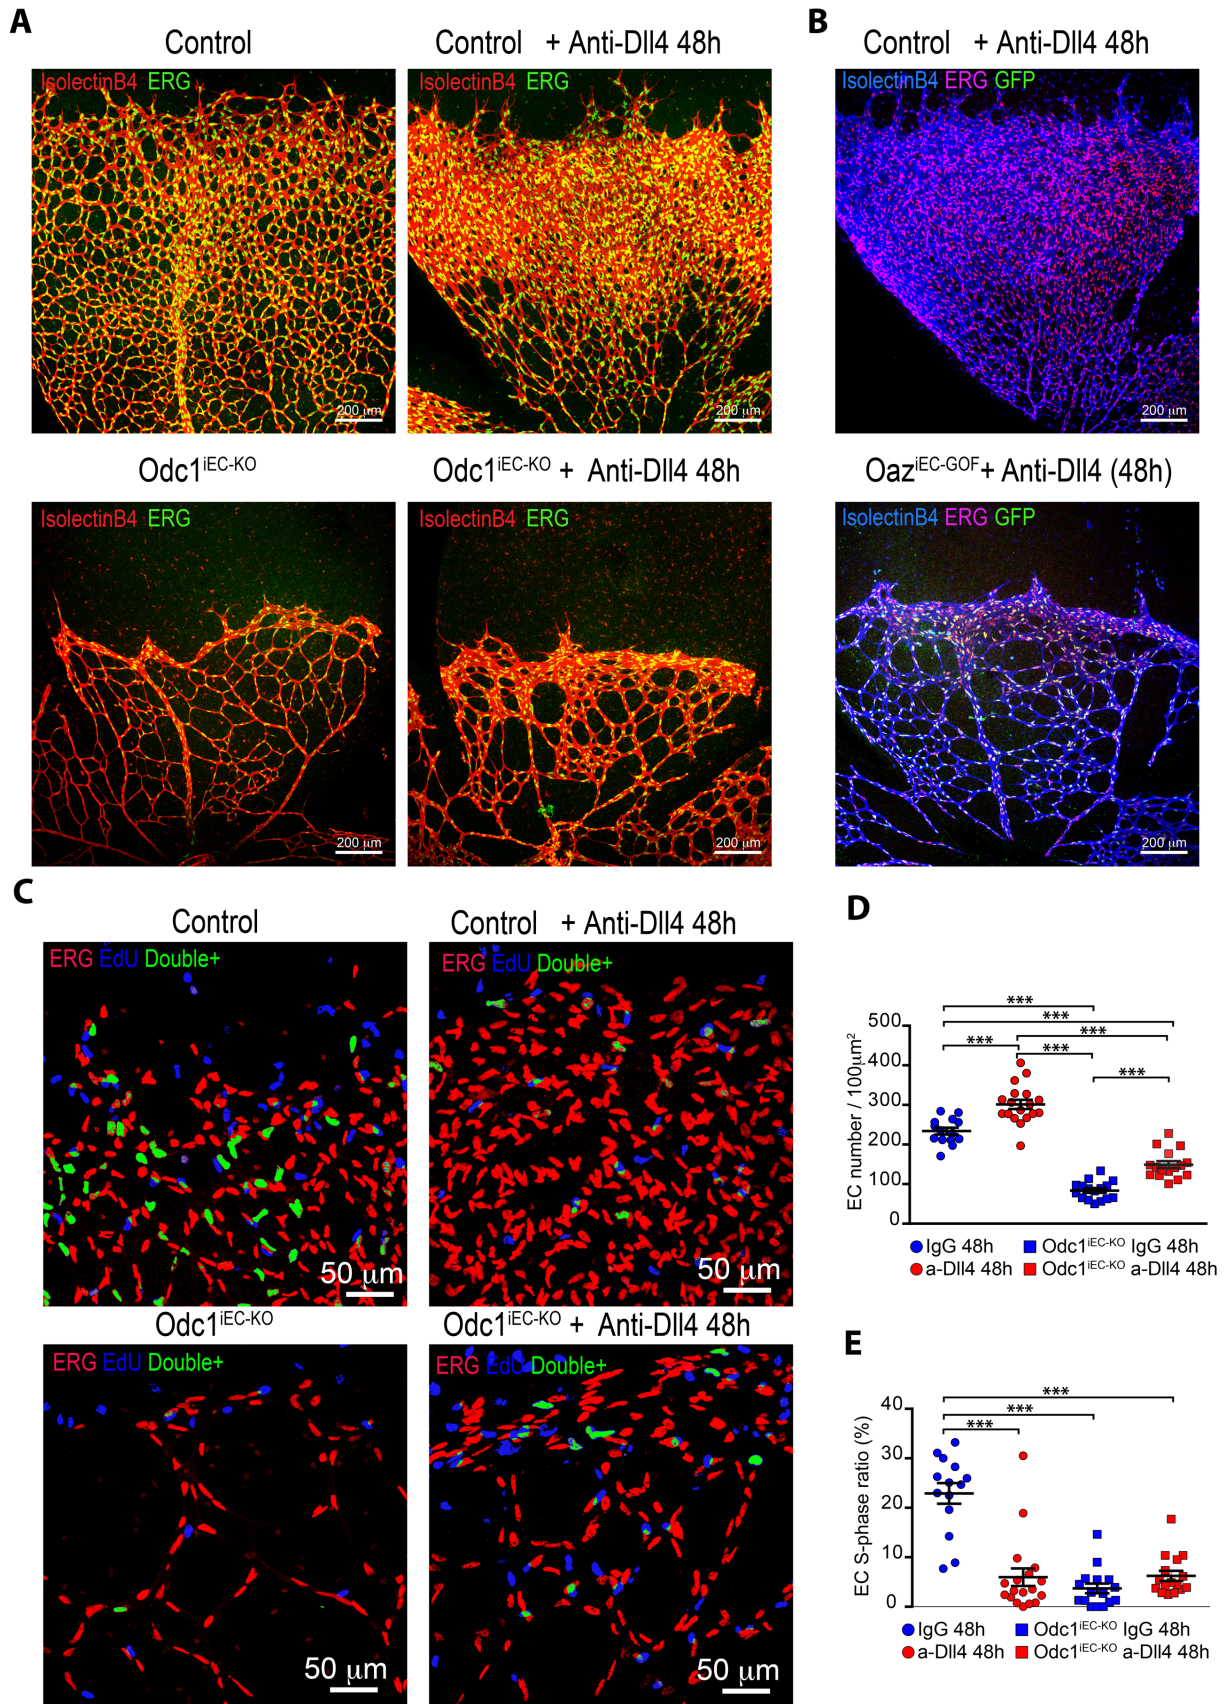 A
B
Control
Control + Anti-Dll4 48h
Control + Anti-Dll4 48h
IsolectinB4 ERG
IsolectinB4 ERG
IsolectinB4 ERG GFP
200 µm
200 µm
200 µm
Odc1iEC-KO
Odc1iEC-KO + Anti-Dll4 48h
OaziEC-GOF + Anti-Dll4 (48h)
IsolectinB4 ERG
IsolectinB4 ERG
IsolectinB4 ERG GFP
200 µm
200 µm
200 µm
C
Control
Control + Anti-Dll4 48h
ERG EdU Double+
ERG EdU Double+
50 µm
50 µm
Odc1iEC-KO
Odc1iEC-KO + Anti-Dll4 48h
ERG EdU Double+
ERG EdU Double+
50 µm
50 µm
D
***
***
***
*** *** ***
EC number / 100µm2
500
400
300
200
100
0
IgG 48h Odc1iEC-KO IgG 48h
a-Dll4 48h Odc1iEC-KO a-Dll4 48h
E
***
***
***
EC S-phase ratio (%)
40
30
20
10
0
IgG 48h Odc1iEC-KO IgG 48h
a-Dll4 48h Odc1iEC-KO a-Dll4 48h